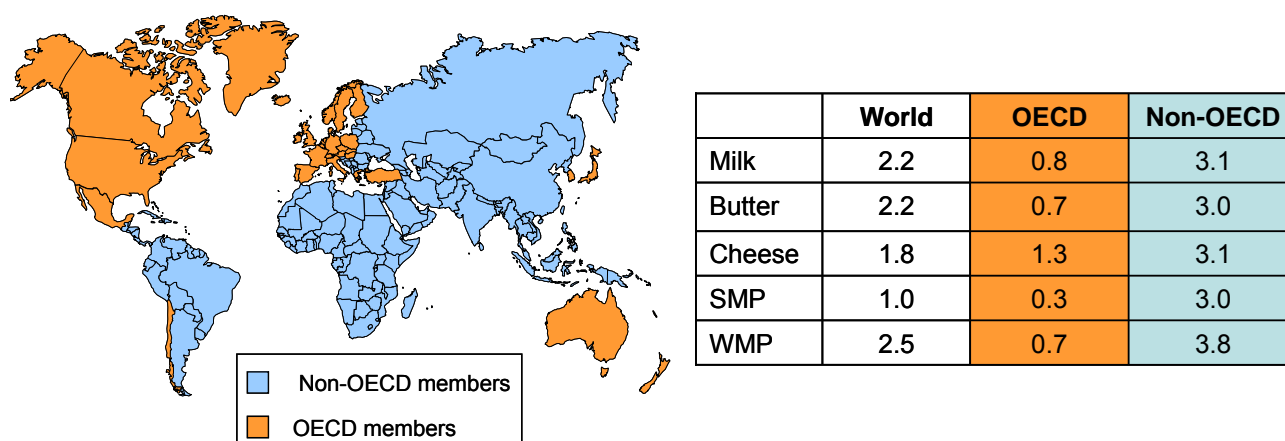 World OECD Non-OECD
Milk 2.2 0.8 3.1
Butter 2.2 0.7 3.0
Cheese 1.8 1.3 3.1
SMP 1.0 0.3 3.0
WMP 2.5 0.7 3.8
Non-OECD members
OECD members